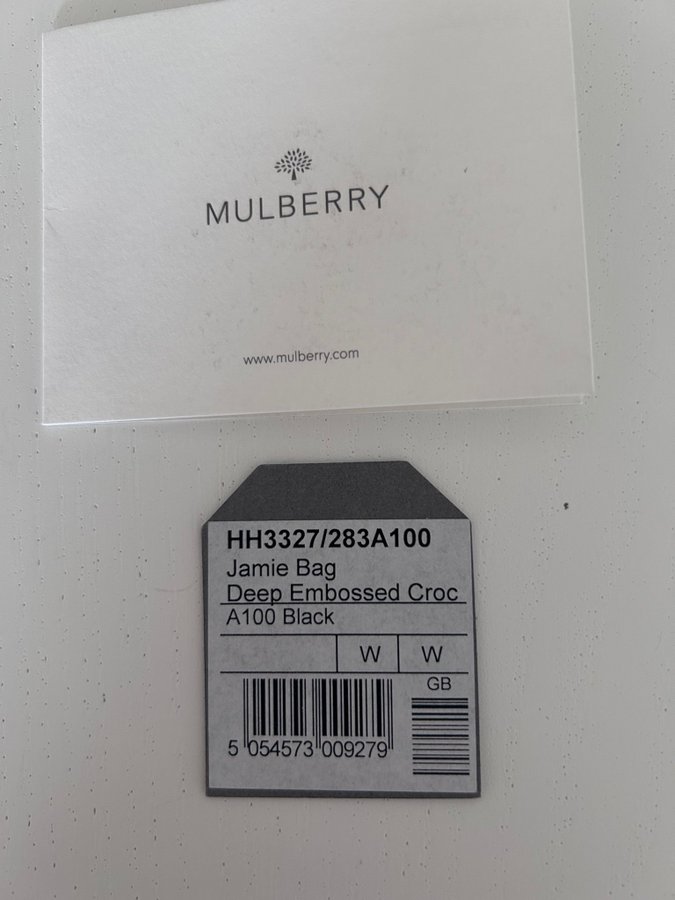 MULBERRY
www.mulberry.com
HH3327/283A100
Jamie Bag
Deep Embossed Croc
A100 Black
W W
GB
5 054573 009279